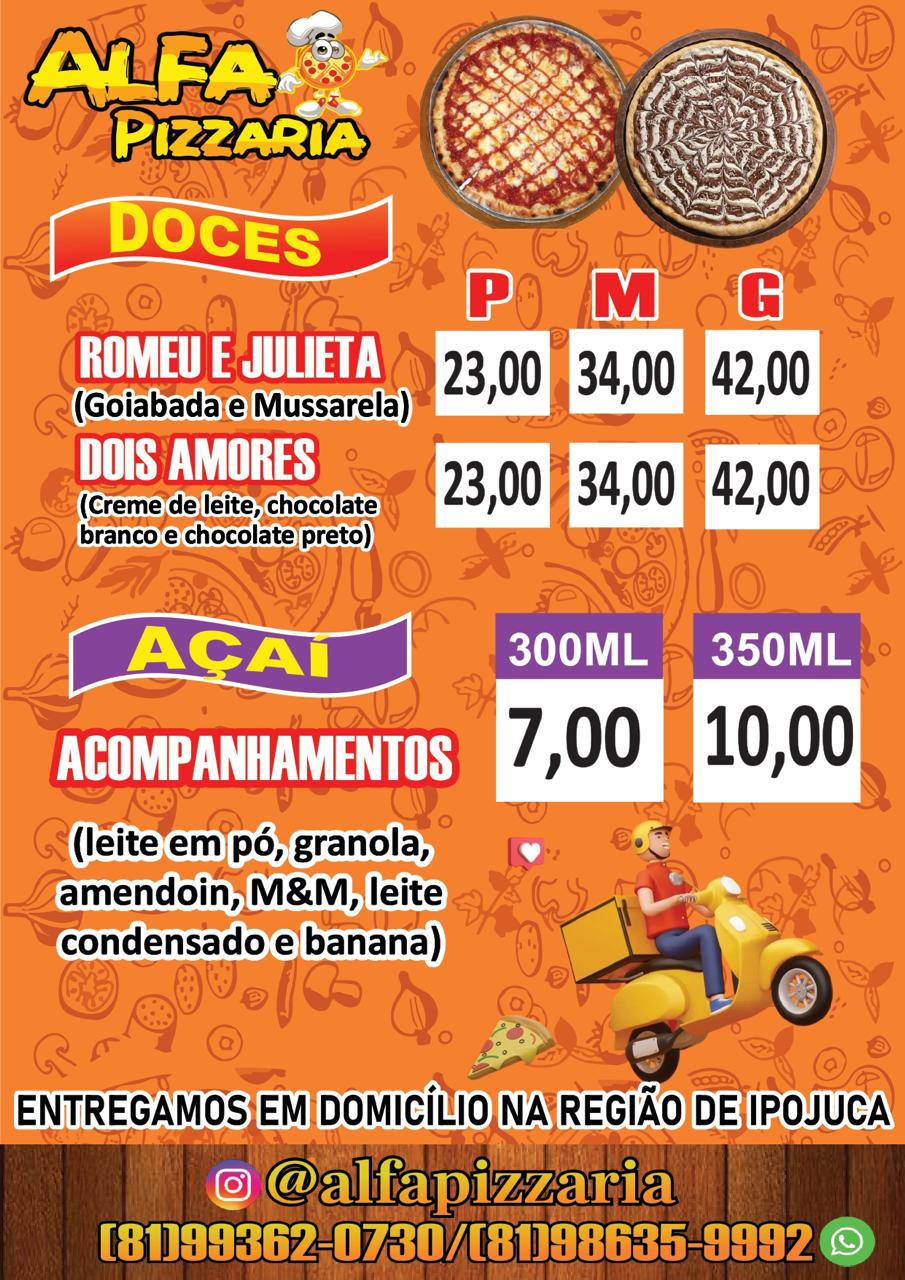 ALFA
PIZZARIA
DOCES
P M G
ROMEU E JULIETA 23,00 34,00 42,00
(Goiabada e Mussarela)
DOIS AMORES 23,00 34,00 42,00
(Creme de leite, chocolate
branco e chocolate preto)
AÇAÍ 300ML 350ML
ACOMPANHAMENTOS 7,00 10,00
(leite em pó, granola,
amendoin, M&M, leite
condensado e banana)
ENTREGAMOS EM DOMICÍLIO NA REGIÃO DE IPOJUCA
@alfapizzaria
(81)99362-0730/(81)98635-9992